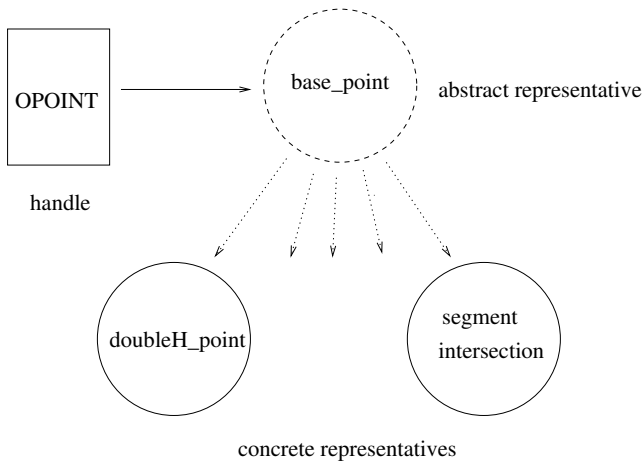 base_point
OPOINT
abstract representative
handle
doubleH_point
segment
intersection
concrete representatives